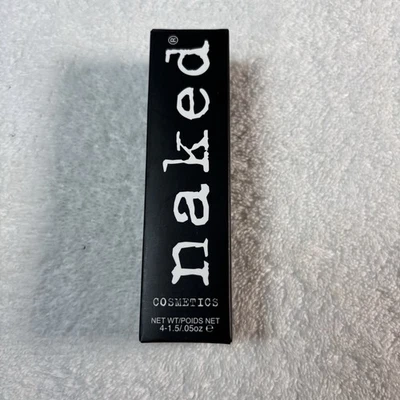 naked®
COSMETICS
NET WT/POIDS NET
4-1.5/.05oz ℮